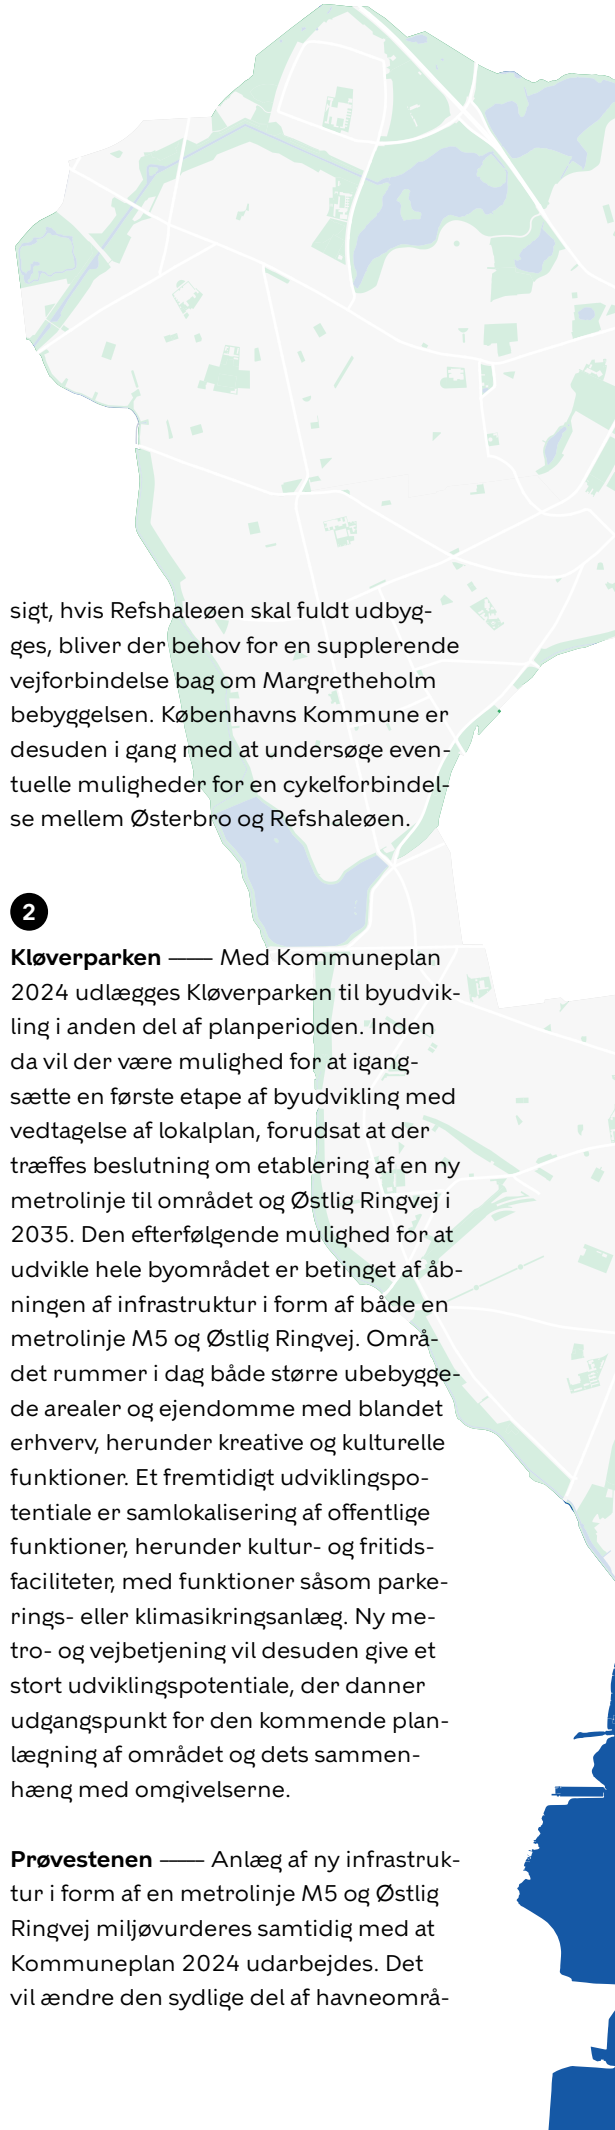 sigt, hvis Refshaleøen skal fuldt udbyg-
ges, bliver der behov for en supplerende
vejforbindelse bag om Margretheholm
bebyggelsen. Københavns Kommune er
desuden i gang med at undersøge even-
tuelle muligheder for en cykelforbindel-
se mellem Østerbro og Refshaleøen.
2
Kløverparken —— Med Kommuneplan
2024 udlægges Kløverparken til byudvik-
ling i anden del af planperioden. Inden
da vil der være mulighed for at igang-
sætte en første etape af byudvikling med
vedtagelse af lokalplan, forudsat at der
træffes beslutning om etablering af en ny
metrolinje til området og Østlig Ringvej i
2035. Den efterfølgende mulighed for at
udvikle hele byområdet er betinget af åb-
ningen af infrastruktur i form af både en
metrolinje M5 og Østlig Ringvej. Områ-
det rummer i dag både større ubebygge-
de arealer og ejendomme med blandet
erhverv, herunder kreative og kulturelle
funktioner. Et fremtidigt udviklingspo-
tentiale er samlokalisering af offentlige
funktioner, herunder kultur- og fritids-
faciliteter, med funktioner såsom parke-
rings- eller klimasikringsanlæg. Ny me-
tro- og vejbetjening vil desuden give et
stort udviklingspotentiale, der danner
udgangspunkt for den kommende plan-
lægning af området og dets sammen-
hæng med omgivelserne.
Prøvestenen —— Anlæg af ny infrastruk-
tur i form af en metrolinje M5 og Østlig
Ringvej miljøvurderes samtidig med at
Kommuneplan 2024 udarbejdes. Det
vil ændre den sydlige del af havneområ-